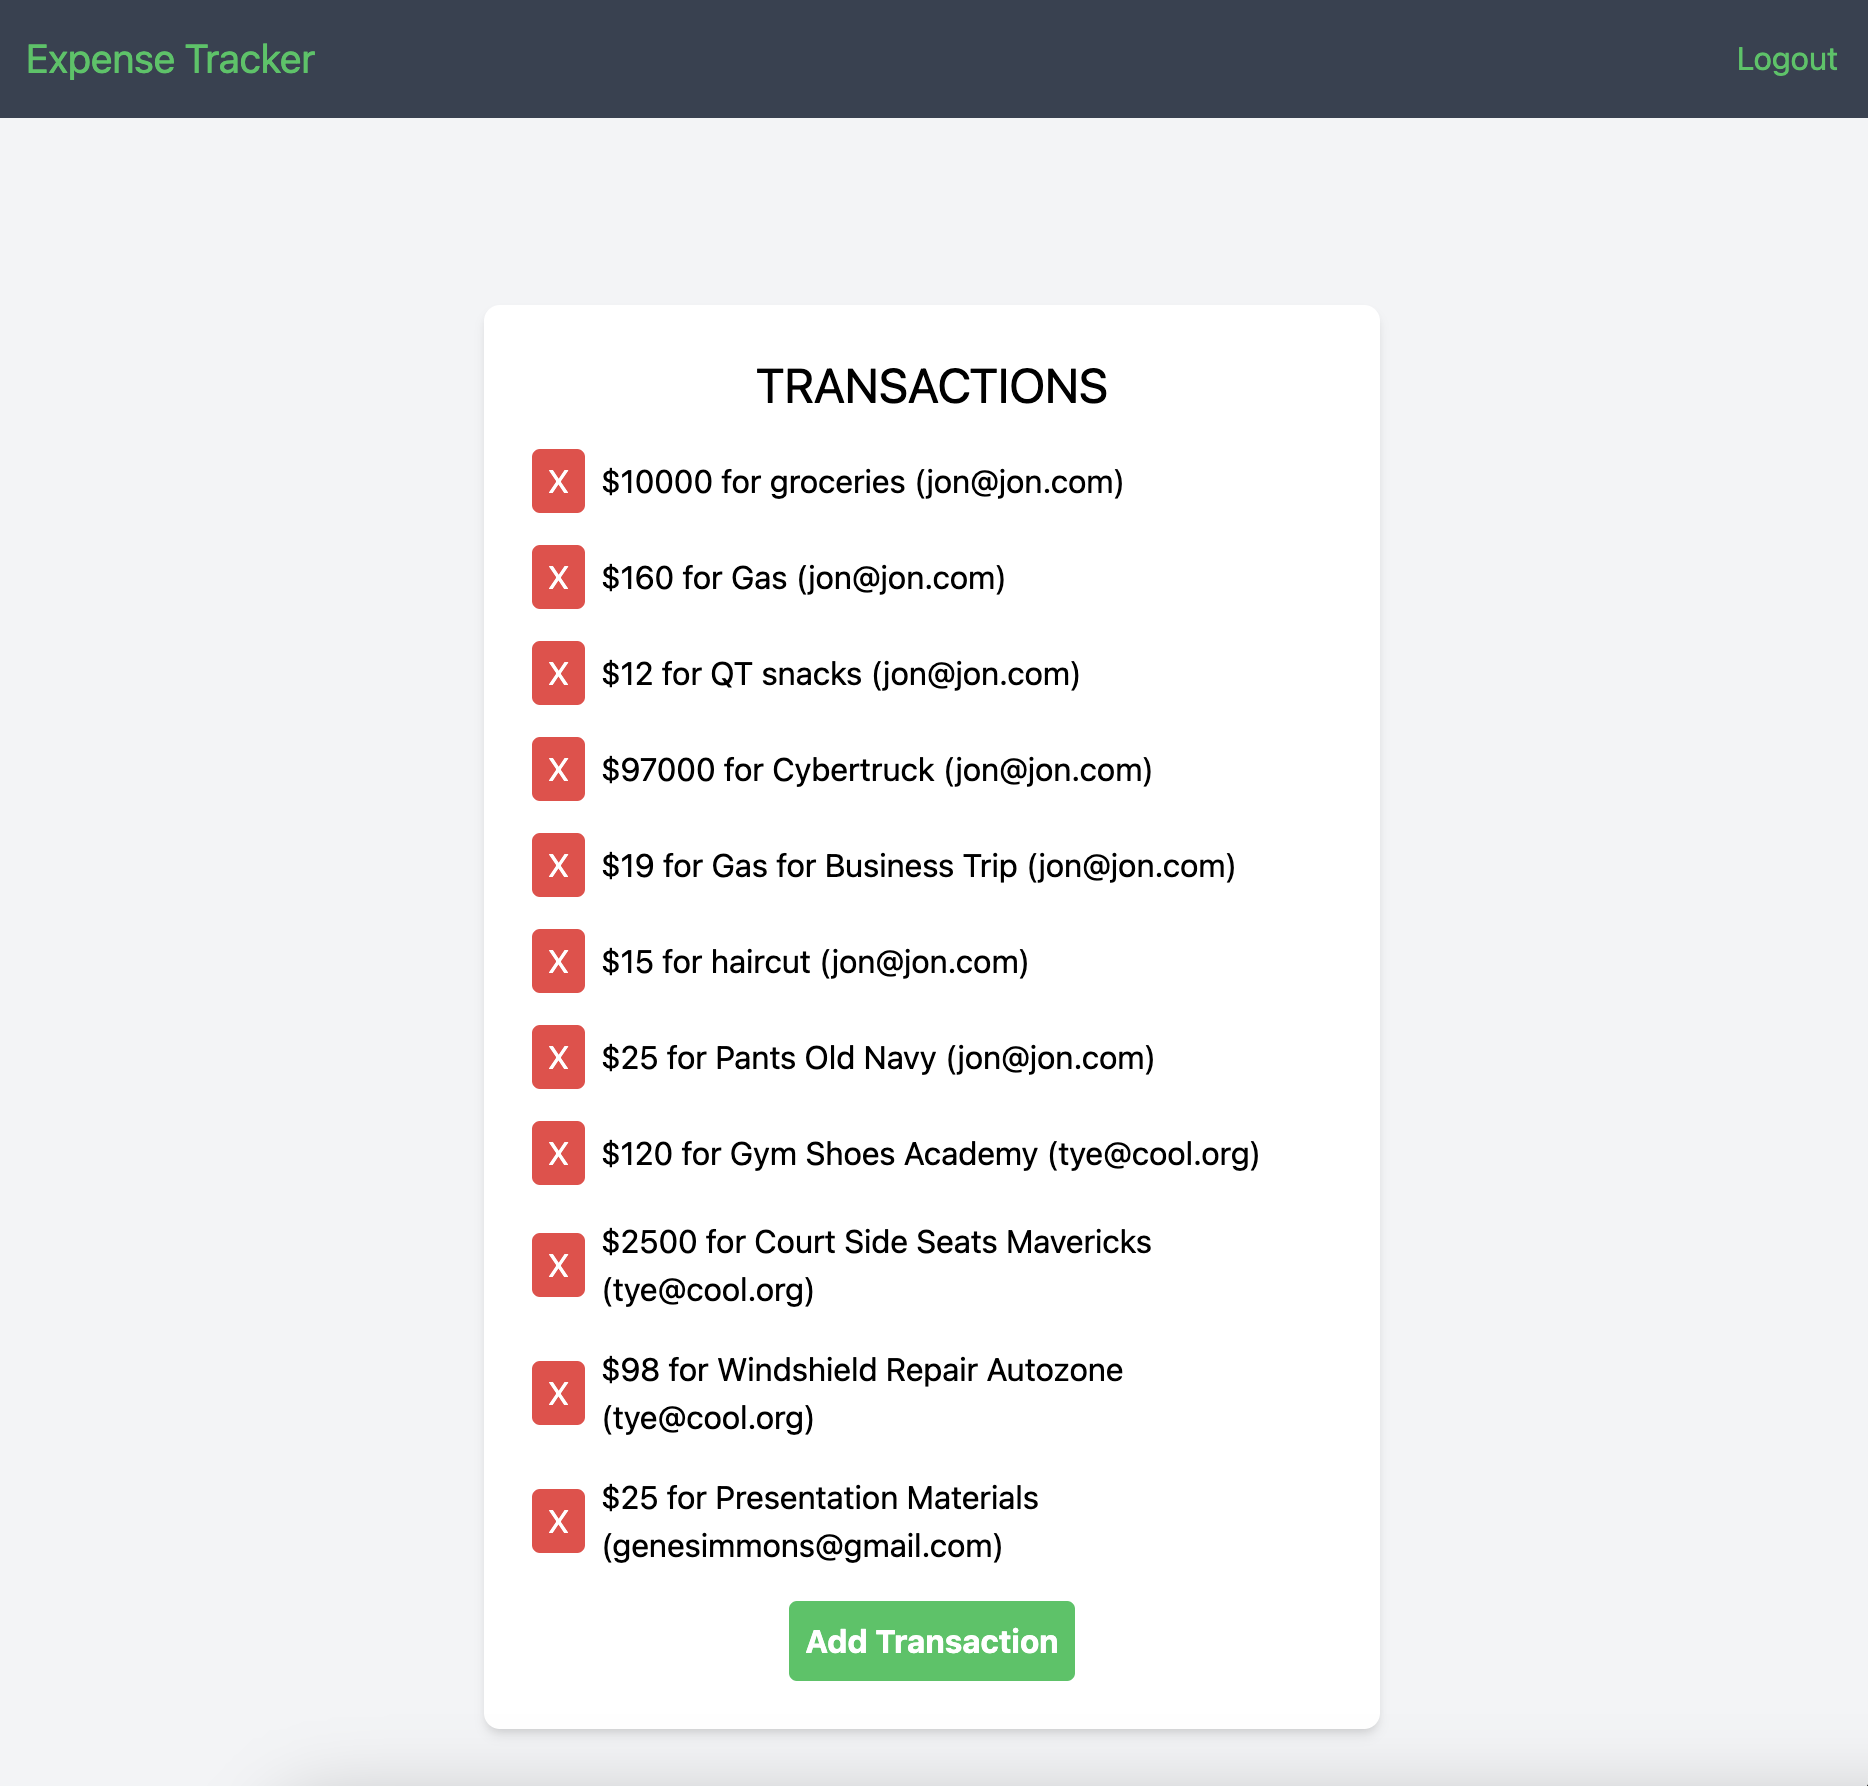 Expense Tracker
Logout
TRANSACTIONS
X $10000 for groceries (jon@jon.com)
X $160 for Gas (jon@jon.com)
X $12 for QT snacks (jon@jon.com)
X $97000 for Cybertruck (jon@jon.com)
X $19 for Gas for Business Trip (jon@jon.com)
X $15 for haircut (jon@jon.com)
X $25 for Pants Old Navy (jon@jon.com)
X $120 for Gym Shoes Academy (tye@cool.org)
X $2500 for Court Side Seats Mavericks
(tye@cool.org)
X $98 for Windshield Repair Autozone
(tye@cool.org)
X $25 for Presentation Materials
(genesimmons@gmail.com)
Add Transaction